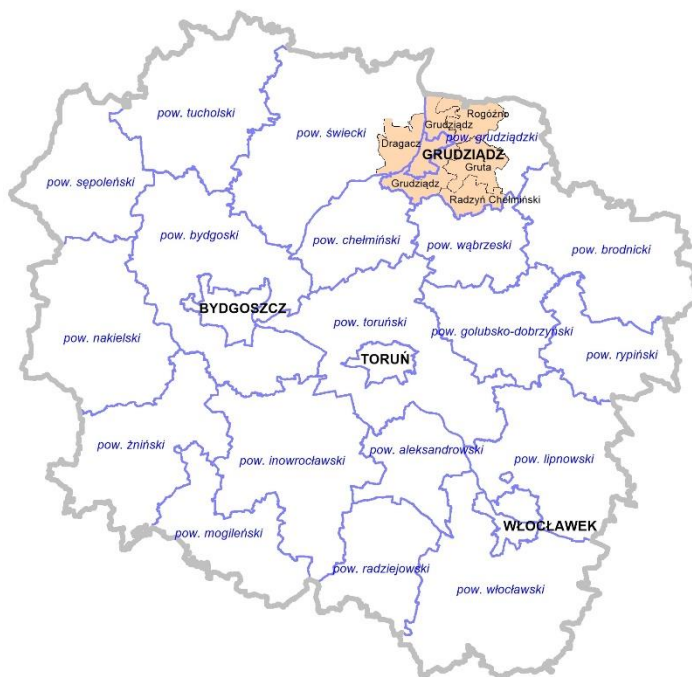 pow. tucholski
Rogóźno
Grudziądz
pow. świecki
pow. grudziądzki
Dragacz
GRUDZIĄDZ
Gruta
pow. sępoleński
Grudziądz
Radzyń Chełmiński
pow. bydgoski
pow. chełmiński
pow. wąbrzeski
pow. brodnicki
BYDGOSZCZ
pow. toruński
pow. golubsko-dobrzyński
pow. nakielski
TORUŃ
pow. rypiński
pow. żniński
pow. inowrocławski
pow. aleksandrowski
pow. lipnowski
pow. mogileński
WŁOCŁAWEK
pow. radziejowski
pow. włocławski